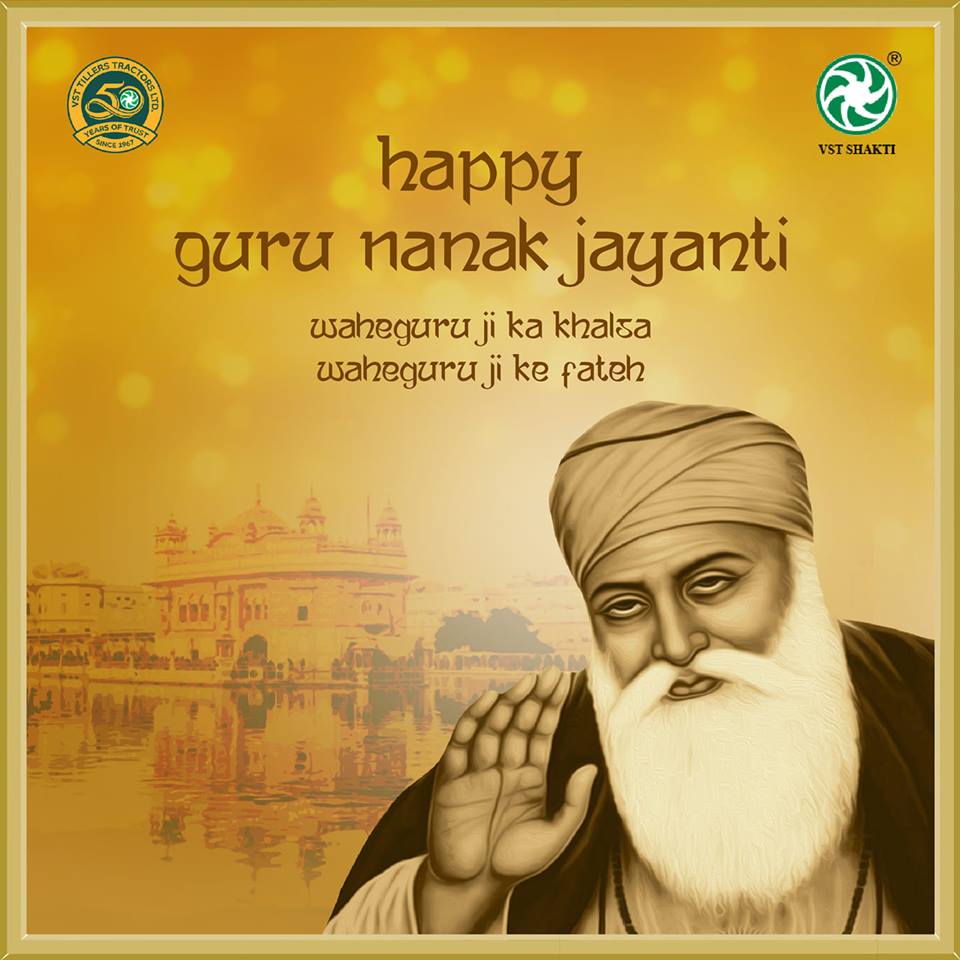 VST TILLERS TRACTORS LTD.
50
YEARS OF TRUST
SINCE 1967
®
VST SHAKTI
happy
guru nanak jayanti
waheguru ji ka khalsa
waheguru ji ke fateh